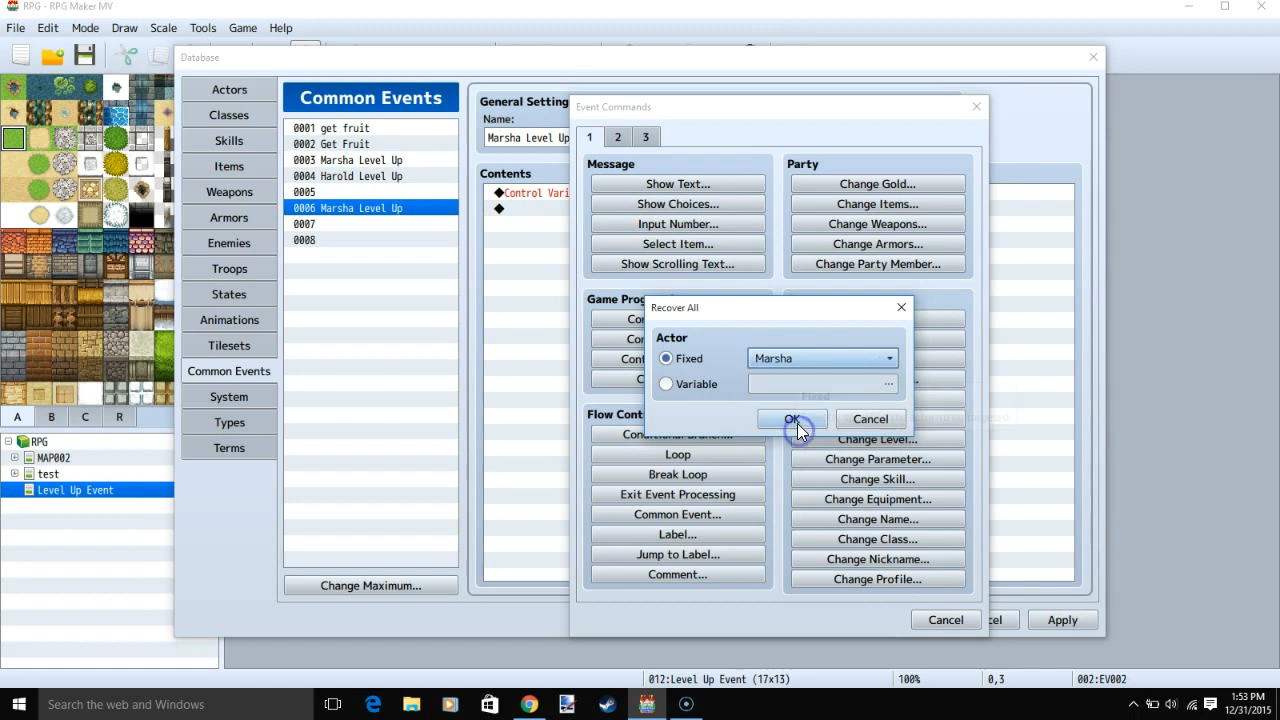 RPG - RPG Maker MV
File Edit Mode Draw Scale Tools Game Help
Database
Actors
Classes
Skills
Items
Weapons
Armors
Enemies
Troops
States
Animations
Tilesets
Common Events
System
Types
Terms
Common Events
0001 get fruit
0002 Get Fruit
0003 Marsha Level Up
0004 Harold Level Up
0005
0006 Marsha Level Up
0007
0008
Change Maximum...
General Setting
Name:
Marsha Level Up
Contents
◆Control Vari
◆
Event Commands
1 2 3
Message
Show Text...
Show Choices...
Input Number...
Select Item...
Show Scrolling Text...
Party
Change Gold...
Change Items...
Change Weapons...
Change Armors...
Change Party Member...
Game Prog
Flow Cont
Conditional Branch...
Loop
Break Loop
Exit Event Processing
Common Event...
Label...
Jump to Label...
Comment...
Change Level...
Change Parameter...
Change Skill...
Change Equipment...
Change Name...
Change Class...
Change Nickname...
Change Profile...
Recover All
Actor
Fixed Marsha
Variable ...
OK Cancel
Cancel
cel Apply
A B C R
RPG
MAP002
test
Level Up Event
012:Level Up Event (17x13) 100% 0,3 002:EV002
Search the web and Windows
1:53 PM
12/31/2015